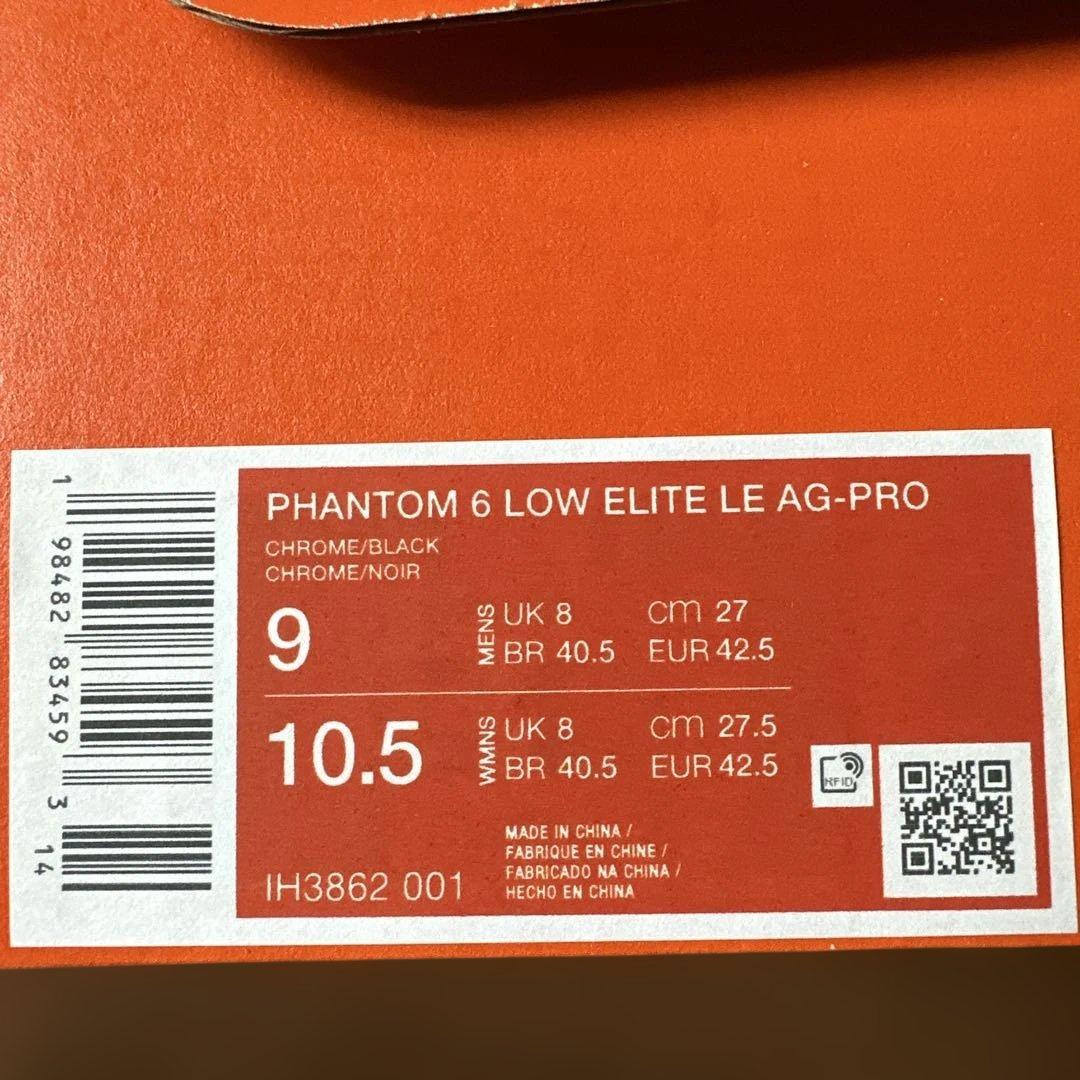 PHANTOM 6 LOW ELITE LE AG-PRO
CHROME/BLACK
CHROME/NOIR
9
MENS
UK 8 cm 27
BR 40.5 EUR 42.5
10.5
WMNS
UK 8 cm 27.5
BR 40.5 EUR 42.5
RFID
MADE IN CHINA /
FABRIQUE EN CHINE /
FABRICADO NA CHINA /
HECHO EN CHINA
IH3862 001
1 98482 83459 3 14